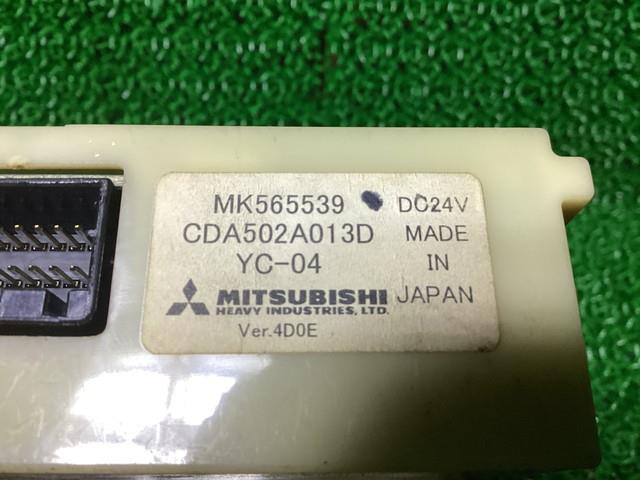 MK565539 DC24V
CDA502A013D MADE
YC-04 IN
MITSUBISHI JAPAN
HEAVY INDUSTRIES, LTD.
Ver.4D0E